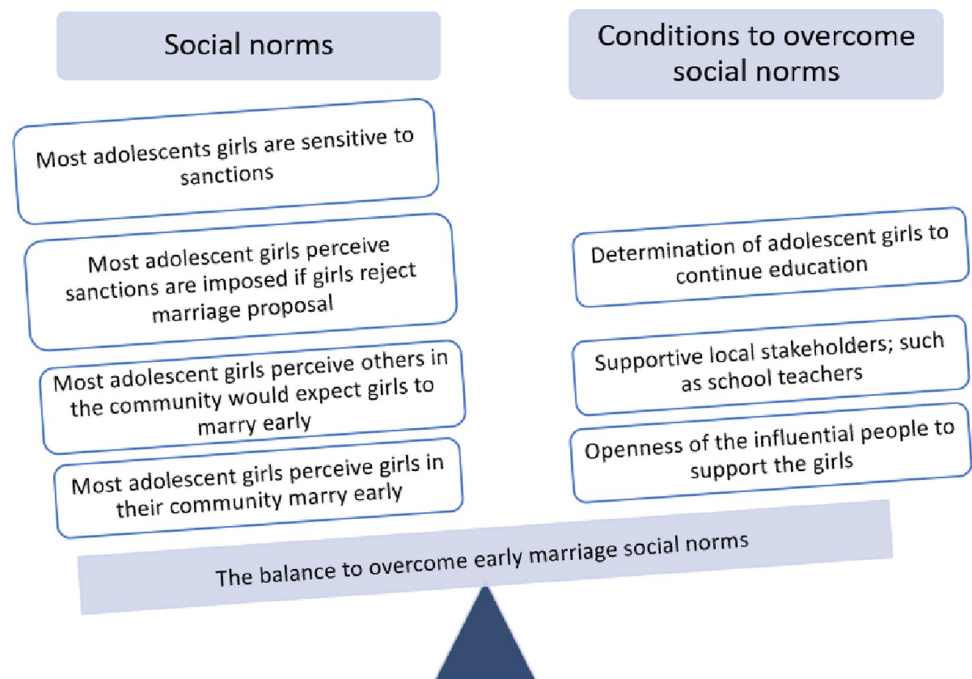 Social norms
Most adolescents girls are sensitive to
sanctions
Most adolescent girls perceive
sanctions are imposed if girls reject
marriage proposal
Most adolescent girls perceive others in
the community would expect girls to
marry early
Most adolescent girls perceive girls in
their community marry early
Conditions to overcome
social norms
Determination of adolescent girls to
continue education
Supportive local stakeholders; such
as school teachers
Openness of the influential people to
support the girls
The balance to overcome early marriage social norms